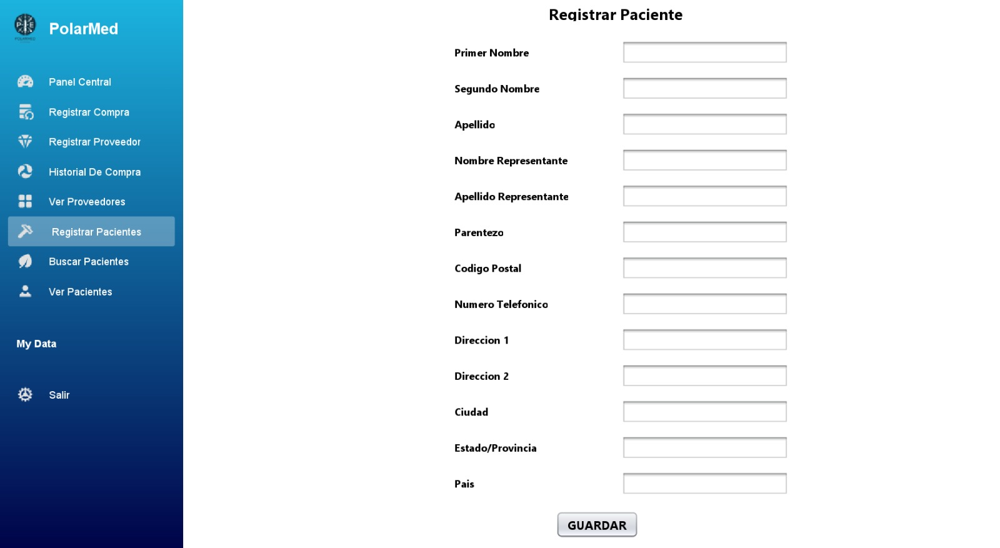 PolarMed
Panel Central
Registrar Compra
Registrar Proveedor
Historial De Compra
Ver Proveedores
Registrar Pacientes
Buscar Pacientes
Ver Pacientes
My Data
Salir
Registrar Paciente
Primer Nombre
Segundo Nombre
Apellido
Nombre Representante
Apellido Representante
Parentezo
Codigo Postal
Numero Telefonico
Direccion 1
Direccion 2
Ciudad
Estado/Provincia
Pais
GUARDAR